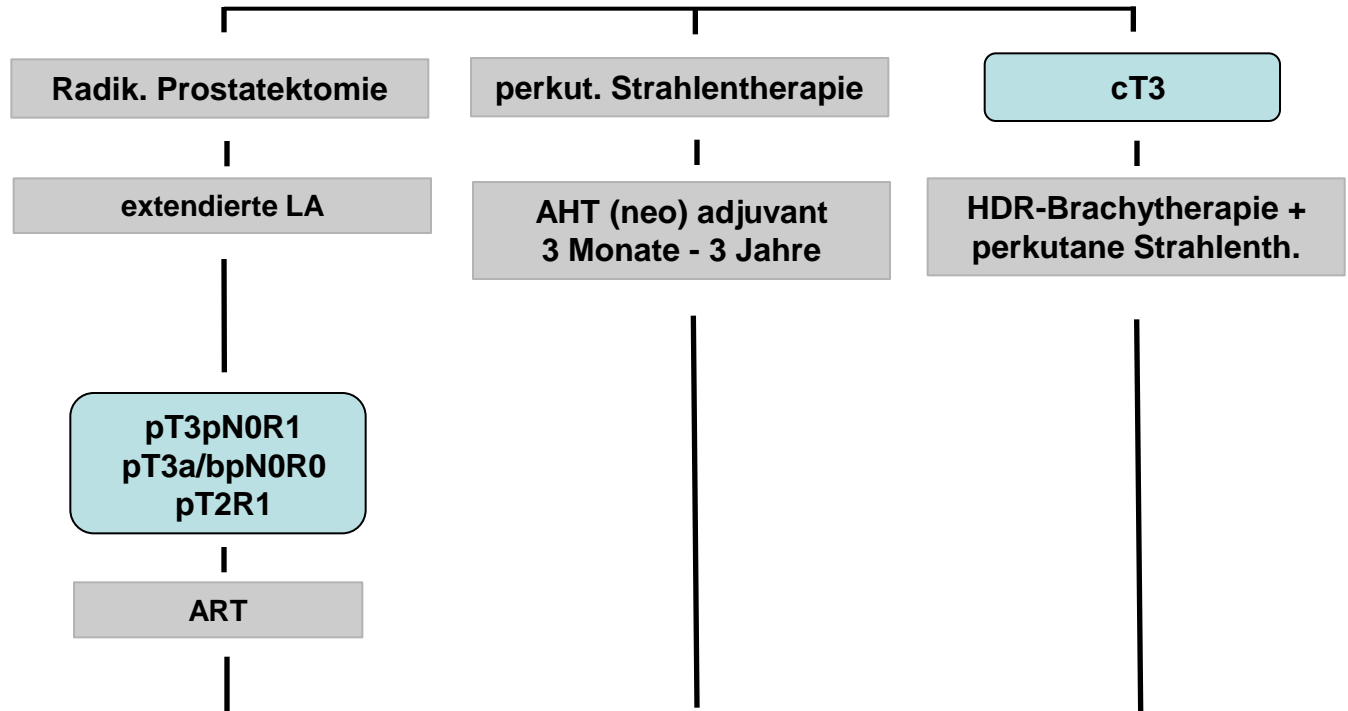 Radik. Prostatektomie
extendierte LA
pT3pN0R1
pT3a/bpN0R0
pT2R1
ART
perkut. Strahlentherapie
AHT (neo) adjuvant
3 Monate - 3 Jahre
cT3
HDR-Brachytherapie +
perkutane Strahlenth.